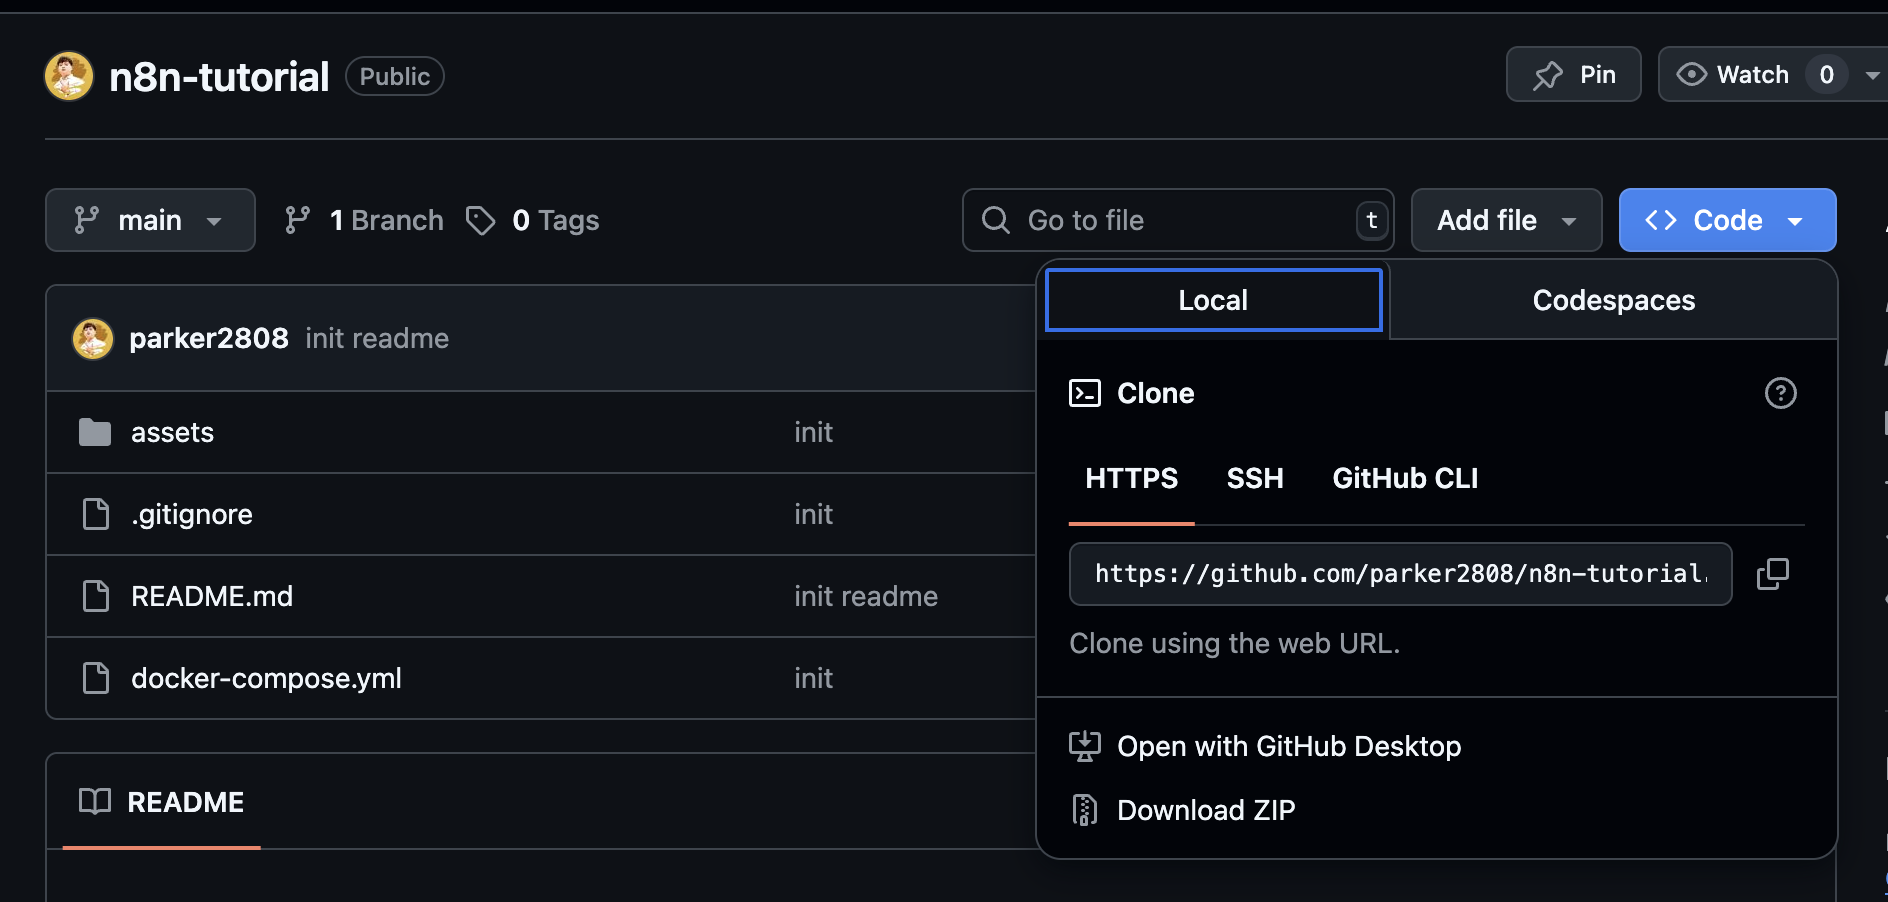 n8n-tutorial Public Pin Watch 0
main 1 Branch 0 Tags Go to file t Add file Code
Local Codespaces
parker2808 init readme
Clone
assets init
HTTPS SSH GitHub CLI
.gitignore init
https://github.com/parker2808/n8n-tutorial.
README.md init readme
Clone using the web URL.
docker-compose.yml init
Open with GitHub Desktop
README
Download ZIP